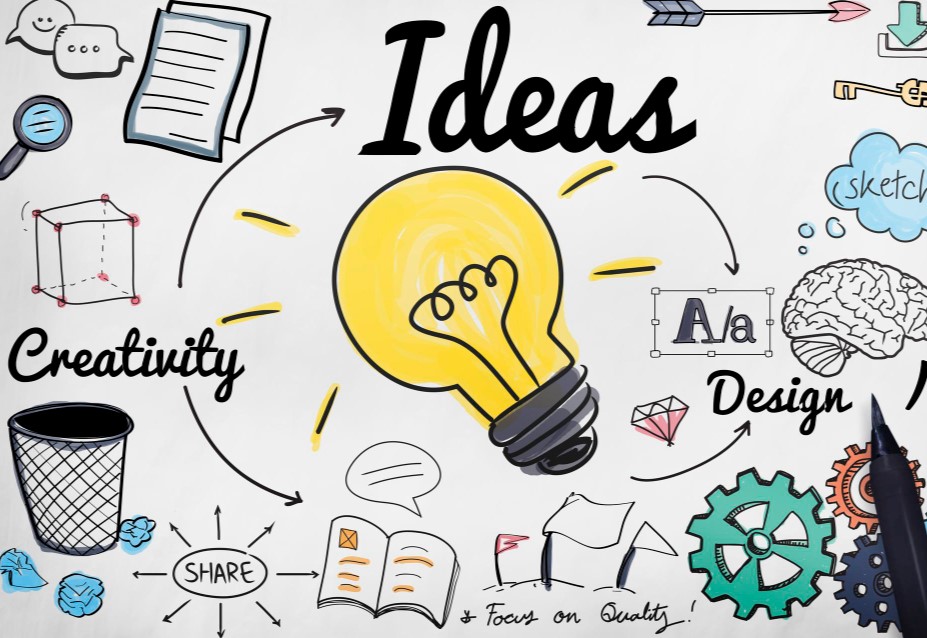 Ideas
sketch
A/a
Creativity
Design
SHARE
& Focus on Quality!